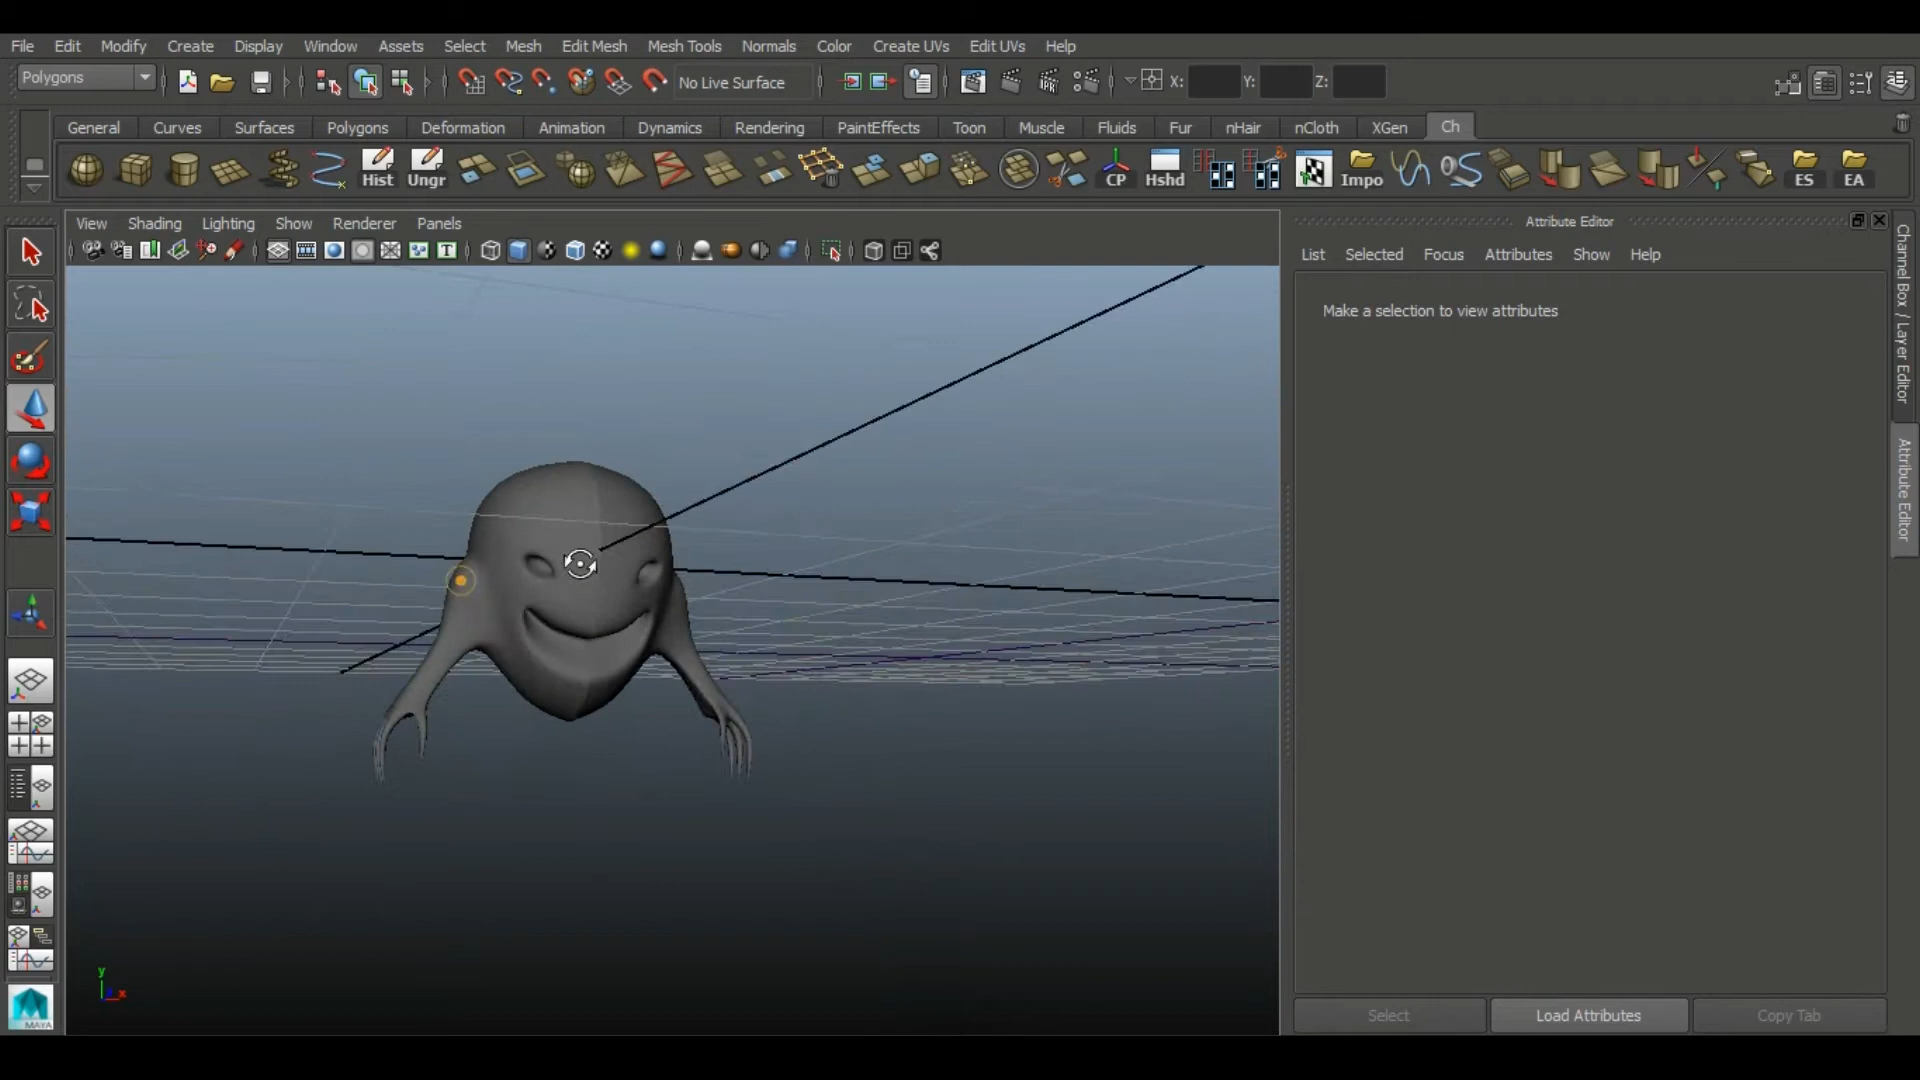 File Edit Modify Create Display Window Assets Select Mesh Edit Mesh Mesh Tools Normals Color Create UVs Edit UVs Help
Polygons No Live Surface X: Y: Z:
General Curves Surfaces Polygons Deformation Animation Dynamics Rendering PaintEffects Toon Muscle Fluids Fur nHair nCloth XGen Ch
Hist Ungr CP Hshd Impo ES EA
View Shading Lighting Show Renderer Panels
Attribute Editor
List Selected Focus Attributes Show Help
Make a selection to view attributes
Channel Box / Layer Editor
Attribute Editor
y
x
MAYA
Select Load Attributes Copy Tab